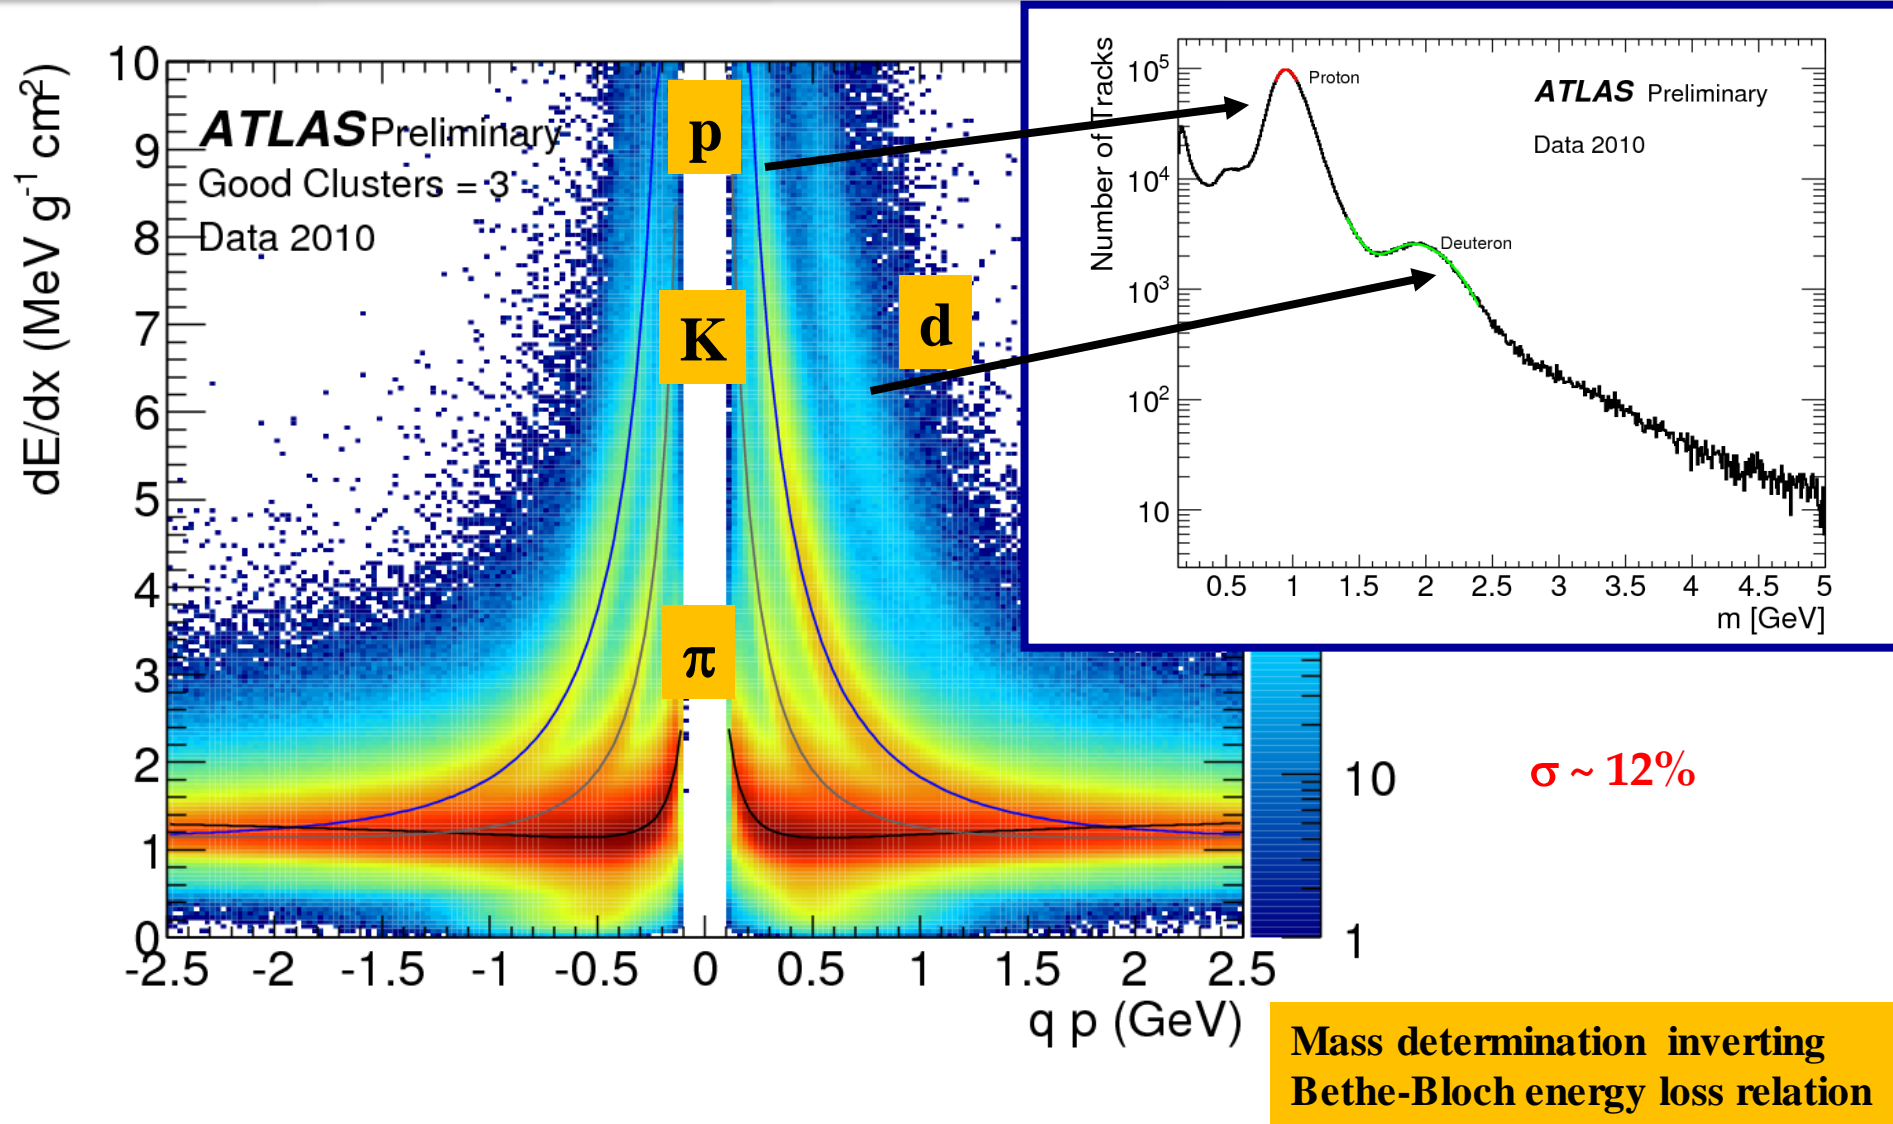 dE/dx (MeV g⁻¹ cm²)
10
9
8
7
6
5
4
3
2
1
0
ATLAS Preliminary
Good Clusters = 3
Data 2010
p
K
π
d
-2.5 -2 -1.5 -1 -0.5 0 0.5 1 1.5 2 2.5
q p (GeV)
10
1
Number of Tracks
10⁵
10⁴
10³
10²
10
Proton
Deuteron
ATLAS Preliminary
Data 2010
0.5 1 1.5 2 2.5 3 3.5 4 4.5 5
m [GeV]
σ ~ 12%
Mass determination inverting
Bethe-Bloch energy loss relation